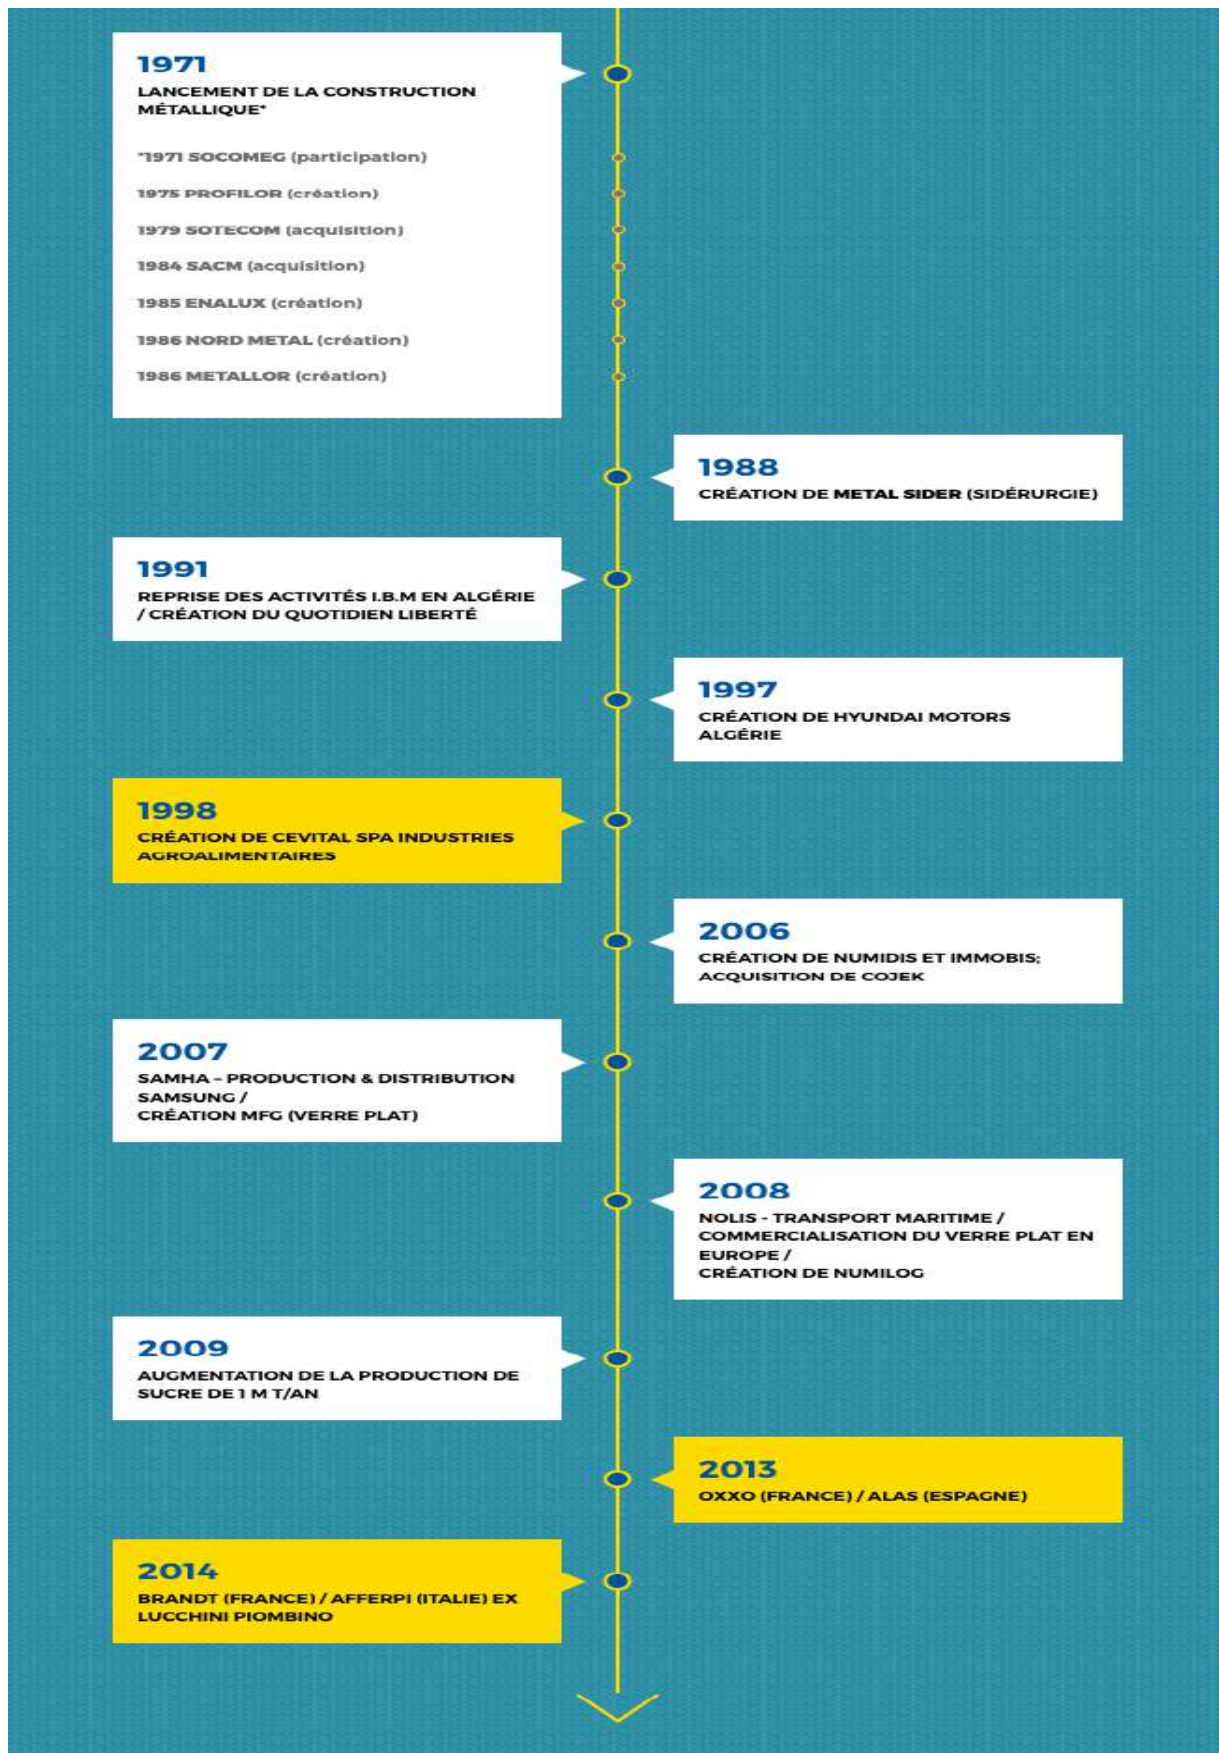 1971
LANCEMENT DE LA CONSTRUCTION
MÉTALLIQUE*
*1971 SOCOMEG (participation)
1975 PROFILOR (création)
1979 SOTECOM (acquisition)
1984 SACM (acquisition)
1985 ENALUX (création)
1986 NORD METAL (création)
1986 METALLOR (création)
1988
CRÉATION DE METAL SIDER (SIDÉRURGIE)
1991
REPRISE DES ACTIVITÉS I.B.M EN ALGÉRIE
/ CRÉATION DU QUOTIDIEN LIBERTÉ
1997
CRÉATION DE HYUNDAI MOTORS
ALGÉRIE
1998
CRÉATION DE CEVITAL SPA INDUSTRIES
AGROALIMENTAIRES
2006
CRÉATION DE NUMIDIS ET IMMOBIS;
ACQUISITION DE COJEK
2007
SAMHA – PRODUCTION & DISTRIBUTION
SAMSUNG /
CRÉATION MFG (VERRE PLAT)
2008
NOLIS - TRANSPORT MARITIME /
COMMERCIALISATION DU VERRE PLAT EN
EUROPE /
CRÉATION DE NUMILOG
2009
AUGMENTATION DE LA PRODUCTION DE
SUCRE DE 1 M T/AN
2013
OXXO (FRANCE) / ALAS (ESPAGNE)
2014
BRANDT (FRANCE) / AFFERPI (ITALIE) EX
LUCCHINI PIOMBINO